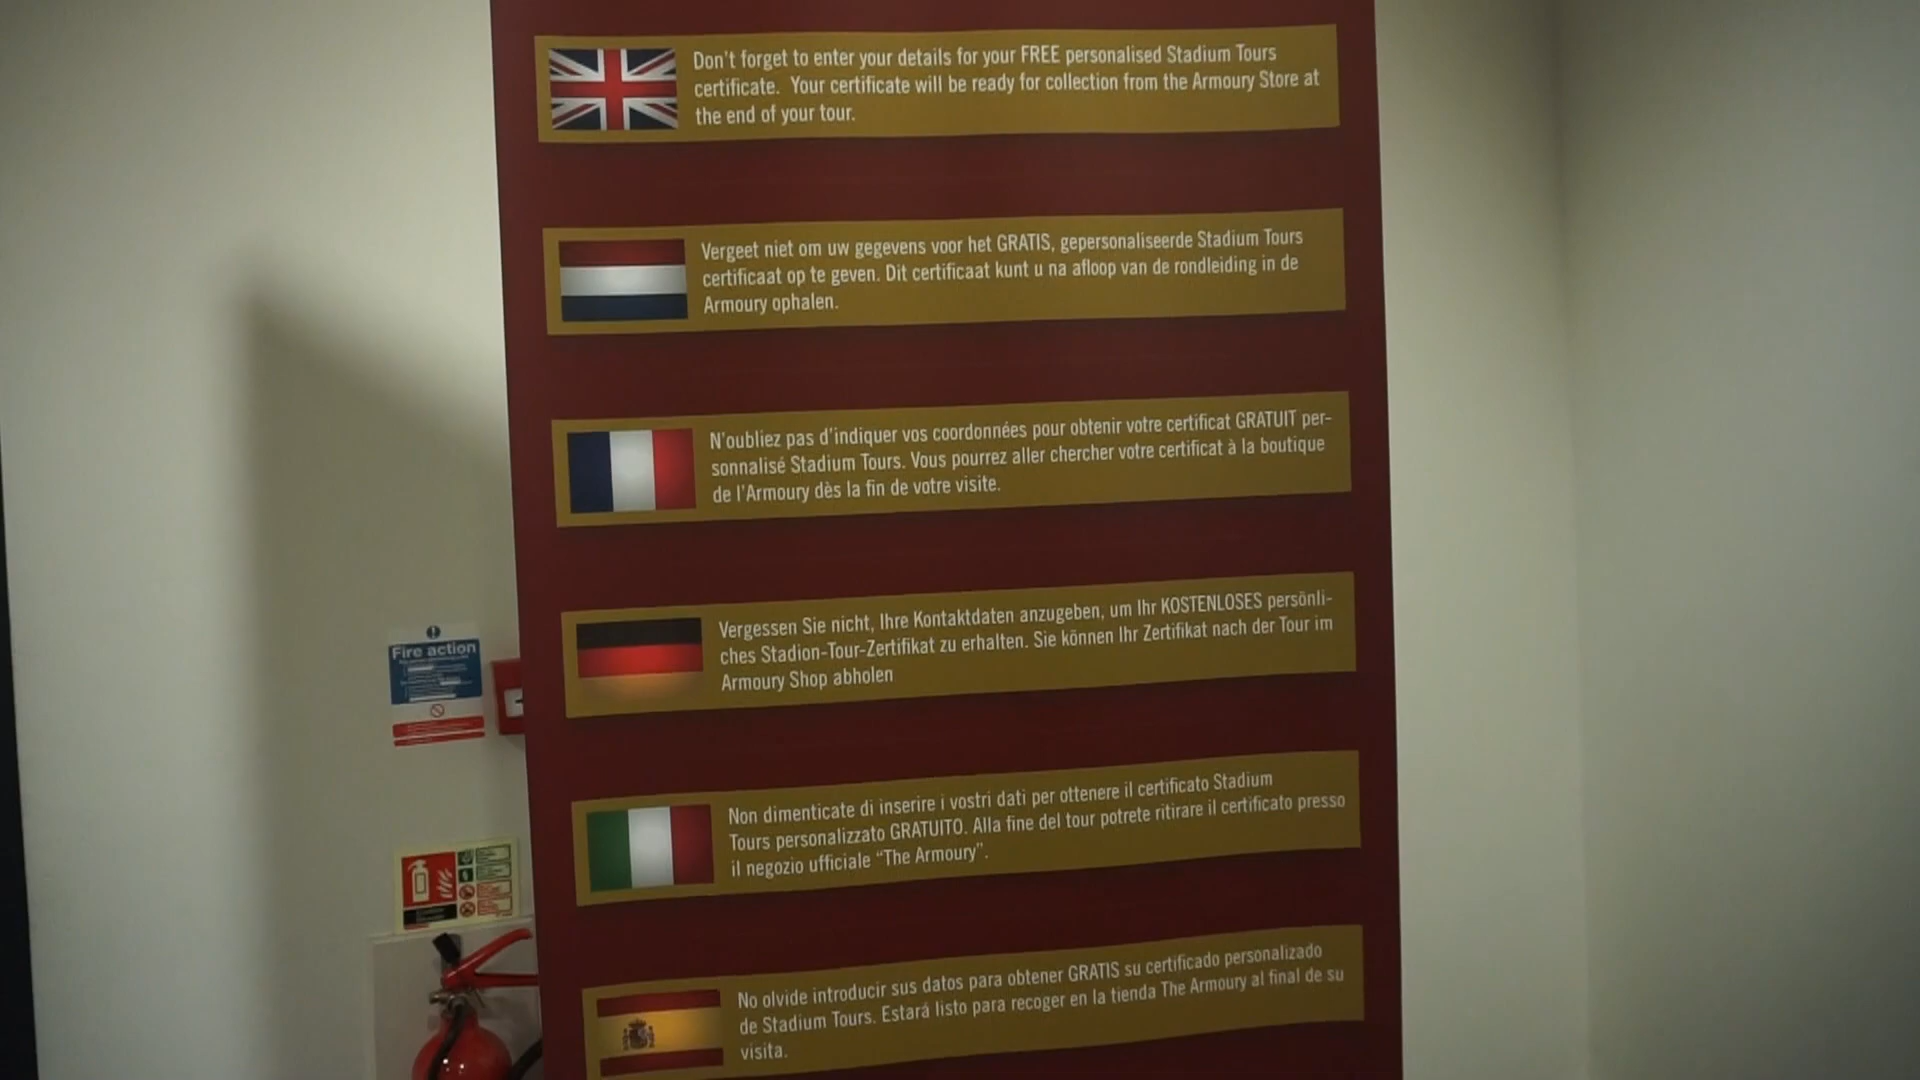 Don't forget to enter your details for your FREE personalised Stadium Tours
certificate. Your certificate will be ready for collection from the Armoury Store at
the end of your tour.
Vergeet niet om uw gegevens voor het GRATIS, gepersonaliseerde Stadium Tours
certificaat op te geven. Dit certificaat kunt u na afloop van de rondleiding in de
Armoury ophalen.
N'oubliez pas d'indiquer vos coordonnées pour obtenir votre certificat GRATUIT per-
sonnalisé Stadium Tours. Vous pourrez aller chercher votre certificat à la boutique
de l'Armoury dès la fin de votre visite.
Vergessen Sie nicht, Ihre Kontaktdaten anzugeben, um Ihr KOSTENLOSES persönli-
ches Stadion-Tour-Zertifikat zu erhalten. Sie können Ihr Zertifikat nach der Tour im
Armoury Shop abholen
Non dimenticate di inserire i vostri dati per ottenere il certificato Stadium
Tours personalizzato GRATUITO. Alla fine del tour potrete ritirare il certificato presso
il negozio ufficiale “The Armoury”.
No olvide introducir sus datos para obtener GRATIS su certificado personalizado
de Stadium Tours. Estará listo para recoger en la tienda The Armoury al final de su
visita.
Fire action